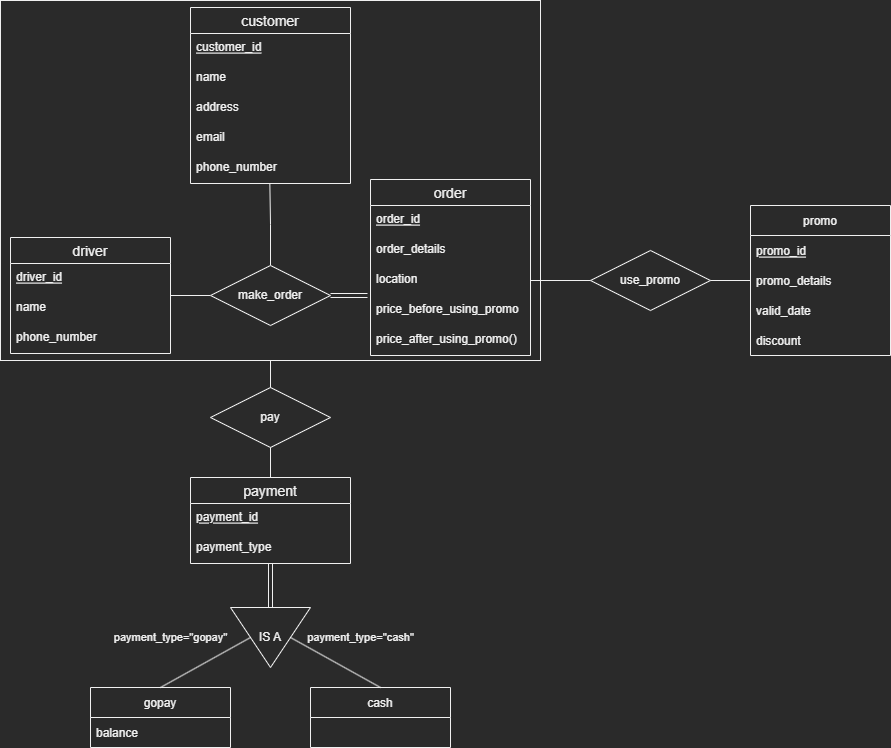 customer
customer_id
name
address
email
phone_number
order
order_id
order_details
location
price_before_using_promo
price_after_using_promo()
driver
driver_id
name
phone_number
make_order
use_promo
promo
promo_id
promo_details
valid_date
discount
pay
payment
payment_id
payment_type
IS A
payment_type="gopay"
payment_type="cash"
gopay
balance
cash